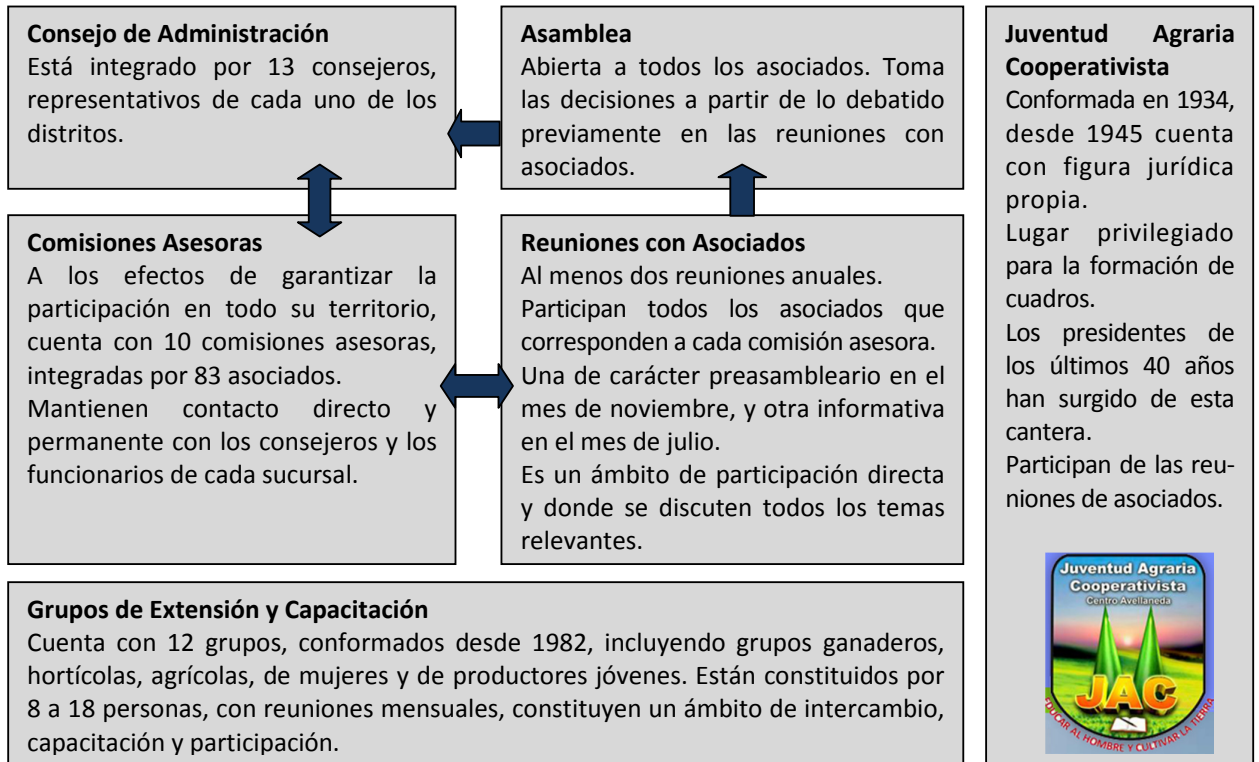 Consejo de Administración
Está integrado por 13 consejeros,
representativos de cada uno de los
distritos.
Asamblea
Abierta a todos los asociados. Toma
las decisiones a partir de lo debatido
previamente en las reuniones con
asociados.
Comisiones Asesoras
A los efectos de garantizar la
participación en todo su territorio,
cuenta con 10 comisiones asesoras,
integradas por 83 asociados.
Mantienen contacto directo y
permanente con los consejeros y los
funcionarios de cada sucursal.
Reuniones con Asociados
Al menos dos reuniones anuales.
Participan todos los asociados que
corresponden a cada comisión asesora.
Una de carácter preasambleario en el
mes de noviembre, y otra informativa
en el mes de julio.
Es un ámbito de participación directa
y donde se discuten todos los temas
relevantes.
Grupos de Extensión y Capacitación
Cuenta con 12 grupos, conformados desde 1982, incluyendo grupos ganaderos,
hortícolas, agrícolas, de mujeres y de productores jóvenes. Están constituidos por
8 a 18 personas, con reuniones mensuales, constituyen un ámbito de intercambio,
capacitación y participación.
Juventud Agraria
Cooperativista
Conformada en 1934,
desde 1945 cuenta
con figura jurídica
propia.
Lugar privilegiado
para la formación de
cuadros.
Los presidentes de
los últimos 40 años
han surgido de esta
cantera.
Participan de las reu-
niones de asociados.
Juventud Agraria
Cooperativista
Centro Avellaneda
JAC
EDUCAR AL HOMBRE Y CULTIVAR LA TIERRA